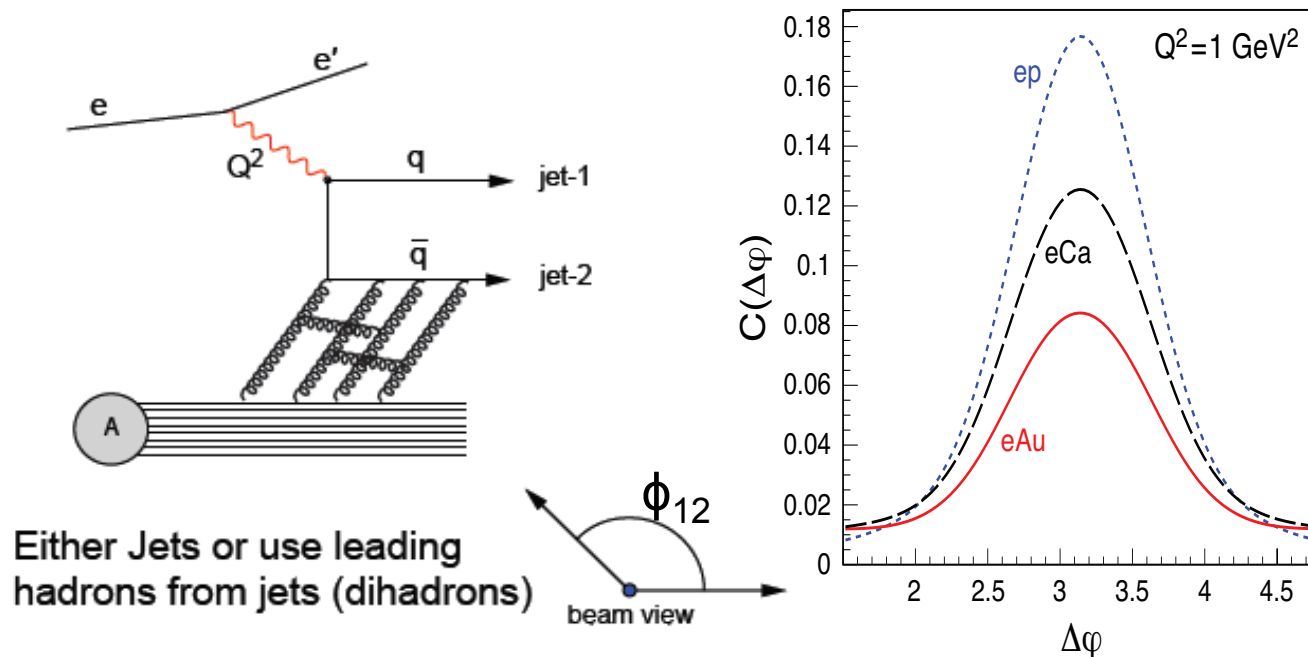 e
e′
Q²
q
jet-1
q̄
jet-2
A
Either Jets or use leading
hadrons from jets (dihadrons)
ϕ₁₂
beam view
Q²=1 GeV²
ep
eCa
eAu
C(Δφ)
0.18
0.16
0.14
0.12
0.1
0.08
0.06
0.04
0.02
0
2 2.5 3 3.5 4 4.5
Δφ